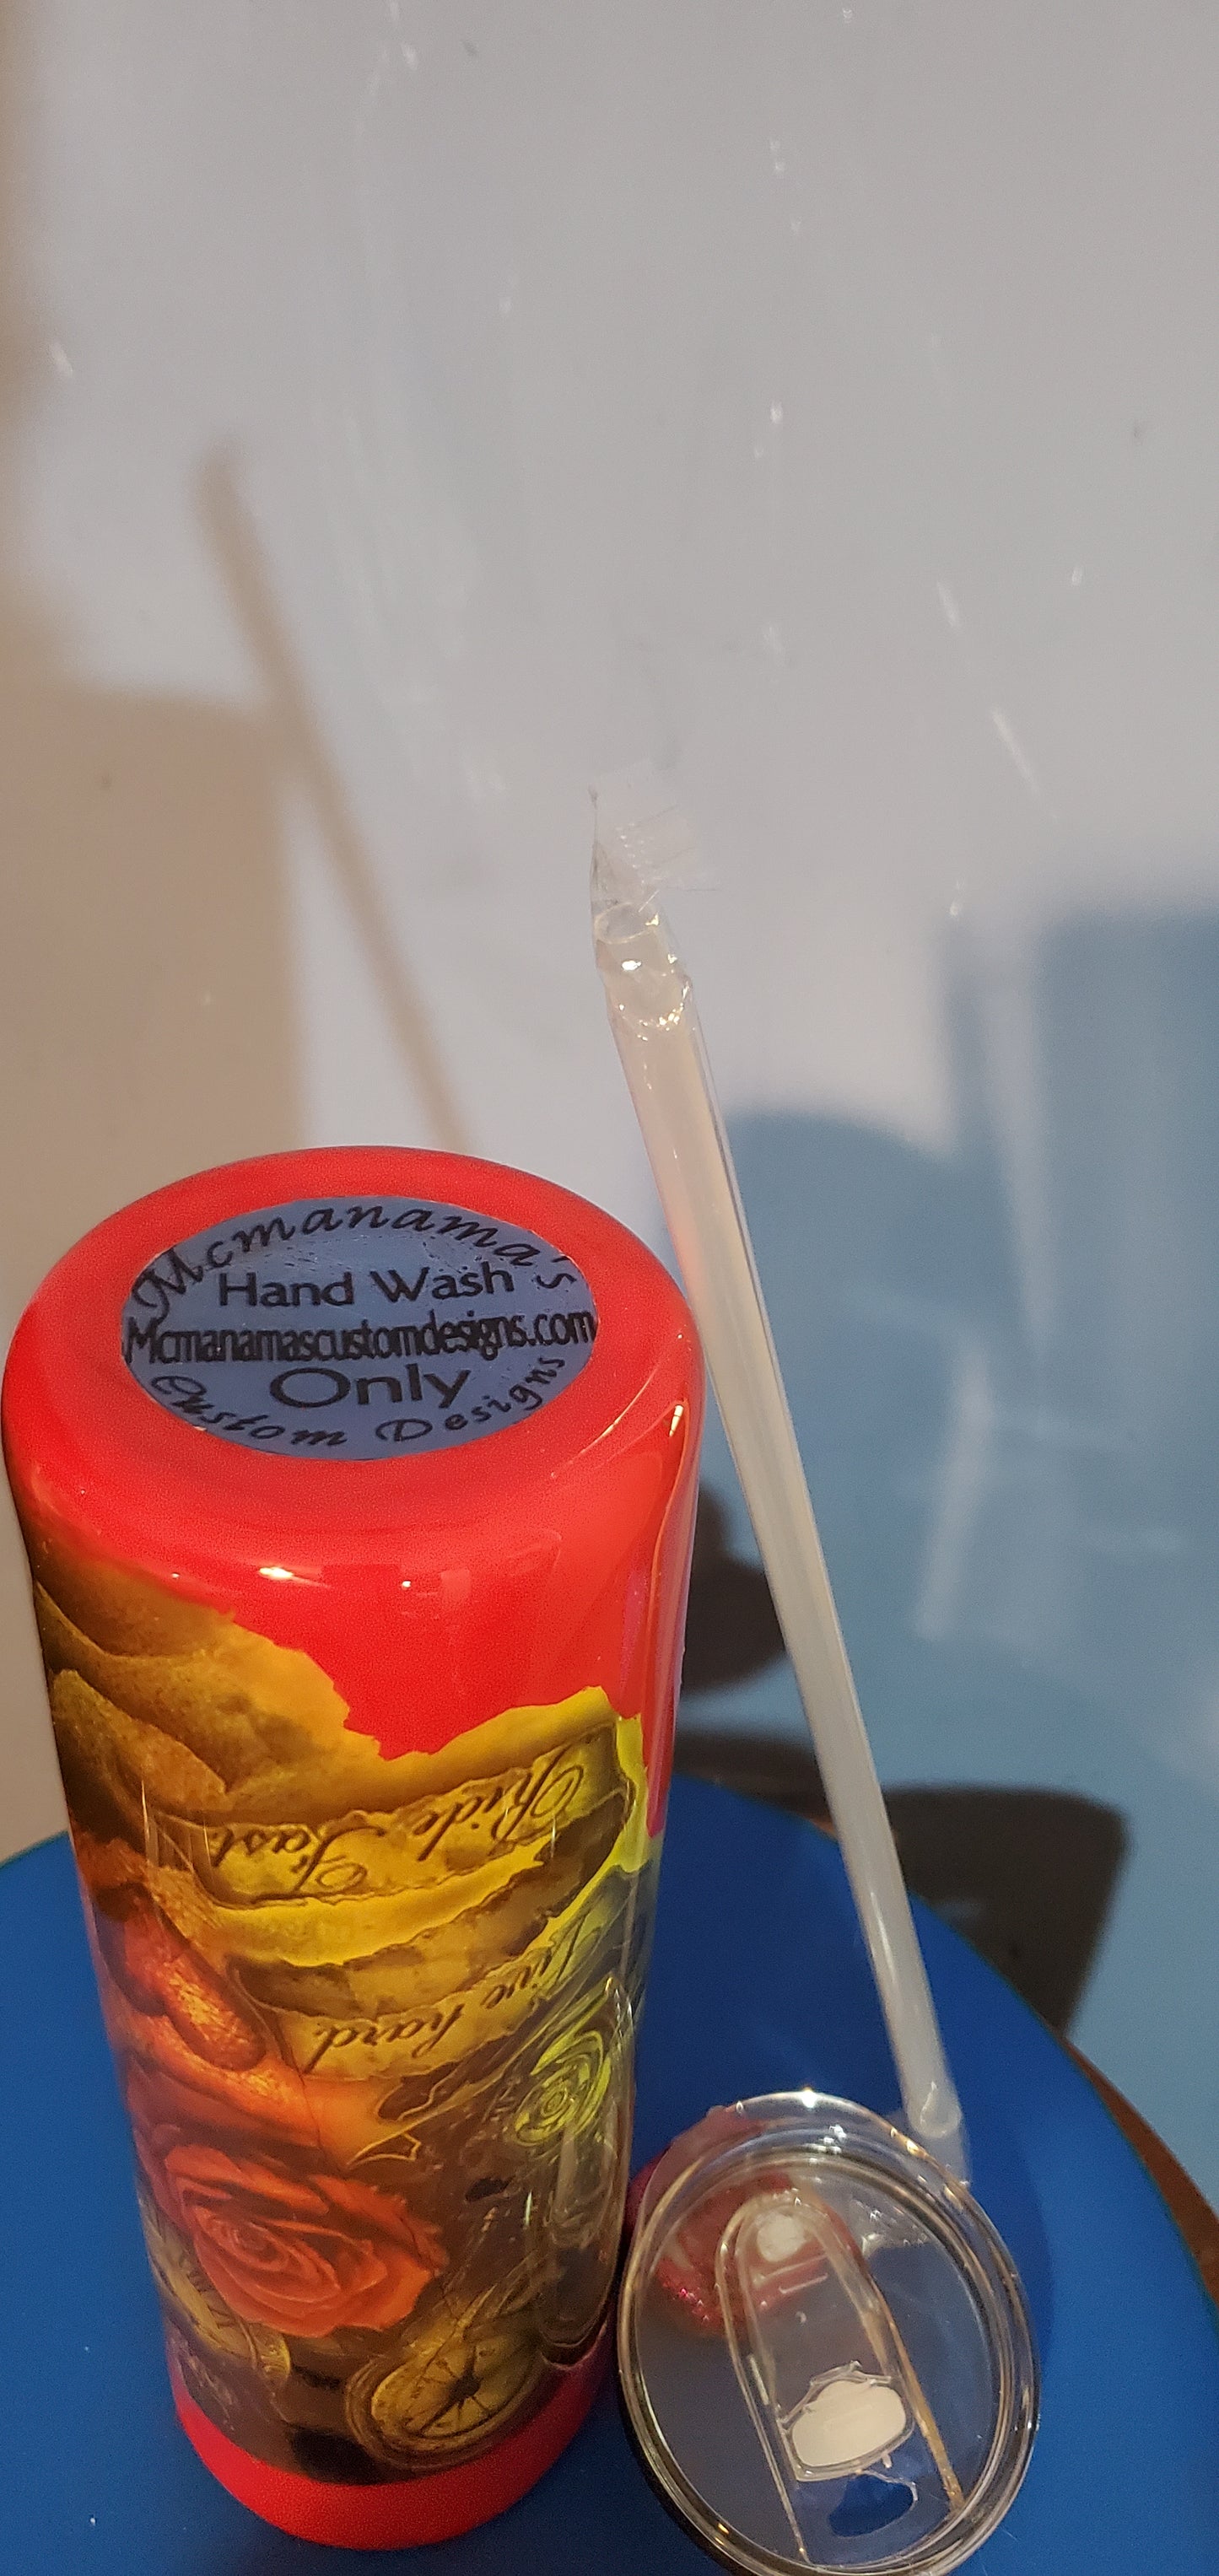 Mcmanama's
Hand Wash
Mcmanamascustomdesigns.com
Only
Custom Designs
Ride Fast
Live hard